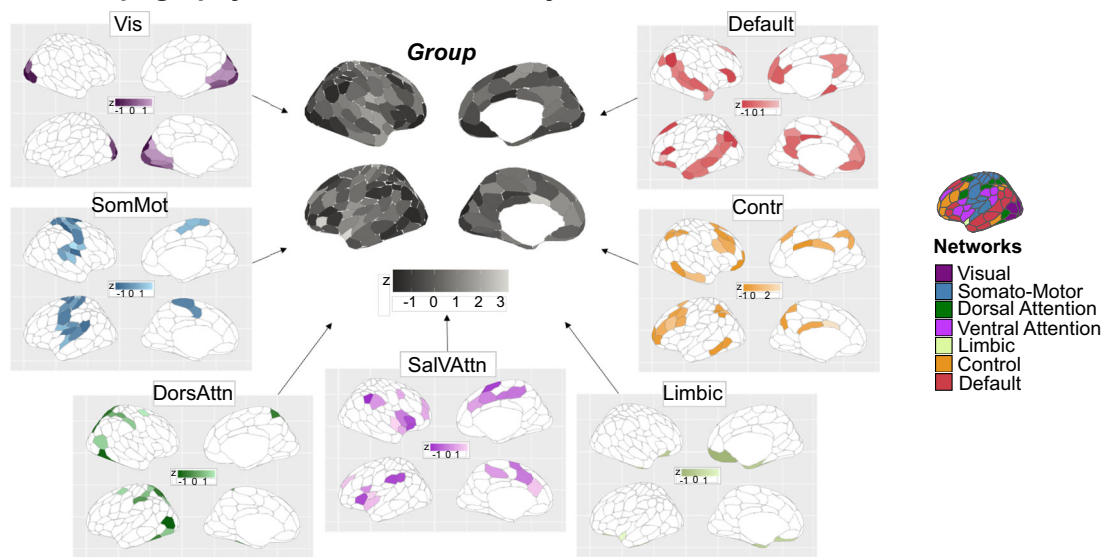 Vis
z
-1 0 1
Group
Default
z
-1 0 1
SomMot
z
-1 0 1
z
-1 0 1 2 3
Contr
z
-1 0 2
Networks
Visual
Somato-Motor
Dorsal Attention
Ventral Attention
Limbic
Control
Default
DorsAttn
z
-1 0 1
SalVAttn
z
-1 0 1
Limbic
z
-1 0 1